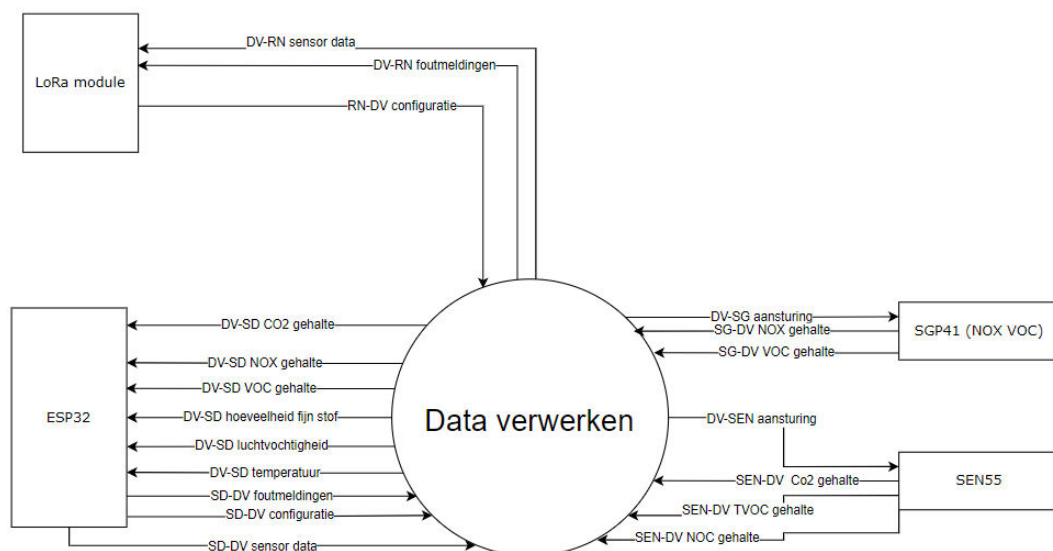 DV-RN sensor data
DV-RN foutmeldingen
LoRa module
RN-DV configuratie
DV-SD CO2 gehalte
DV-SD NOX gehalte
DV-SD VOC gehalte
ESP32
DV-SD hoeveelheid fijn stof
DV-SD luchtvochtigheid
DV-SD temperatuur
SD-DV foutmeldingen
SD-DV configuratie
SD-DV sensor data
Data verwerken
DV-SG aansturing
SG-DV NOX gehalte
SGP41 (NOX VOC)
SG-DV VOC gehalte
DV-SEN aansturing
SEN-DV Co2 gehalte
SEN55
SEN-DV TVOC gehalte
SEN-DV NOC gehalte